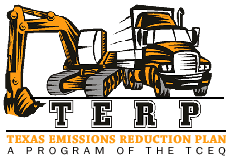 TERP
TEXAS EMISSIONS REDUCTION PLAN
A PROGRAM OF THE TCEQ